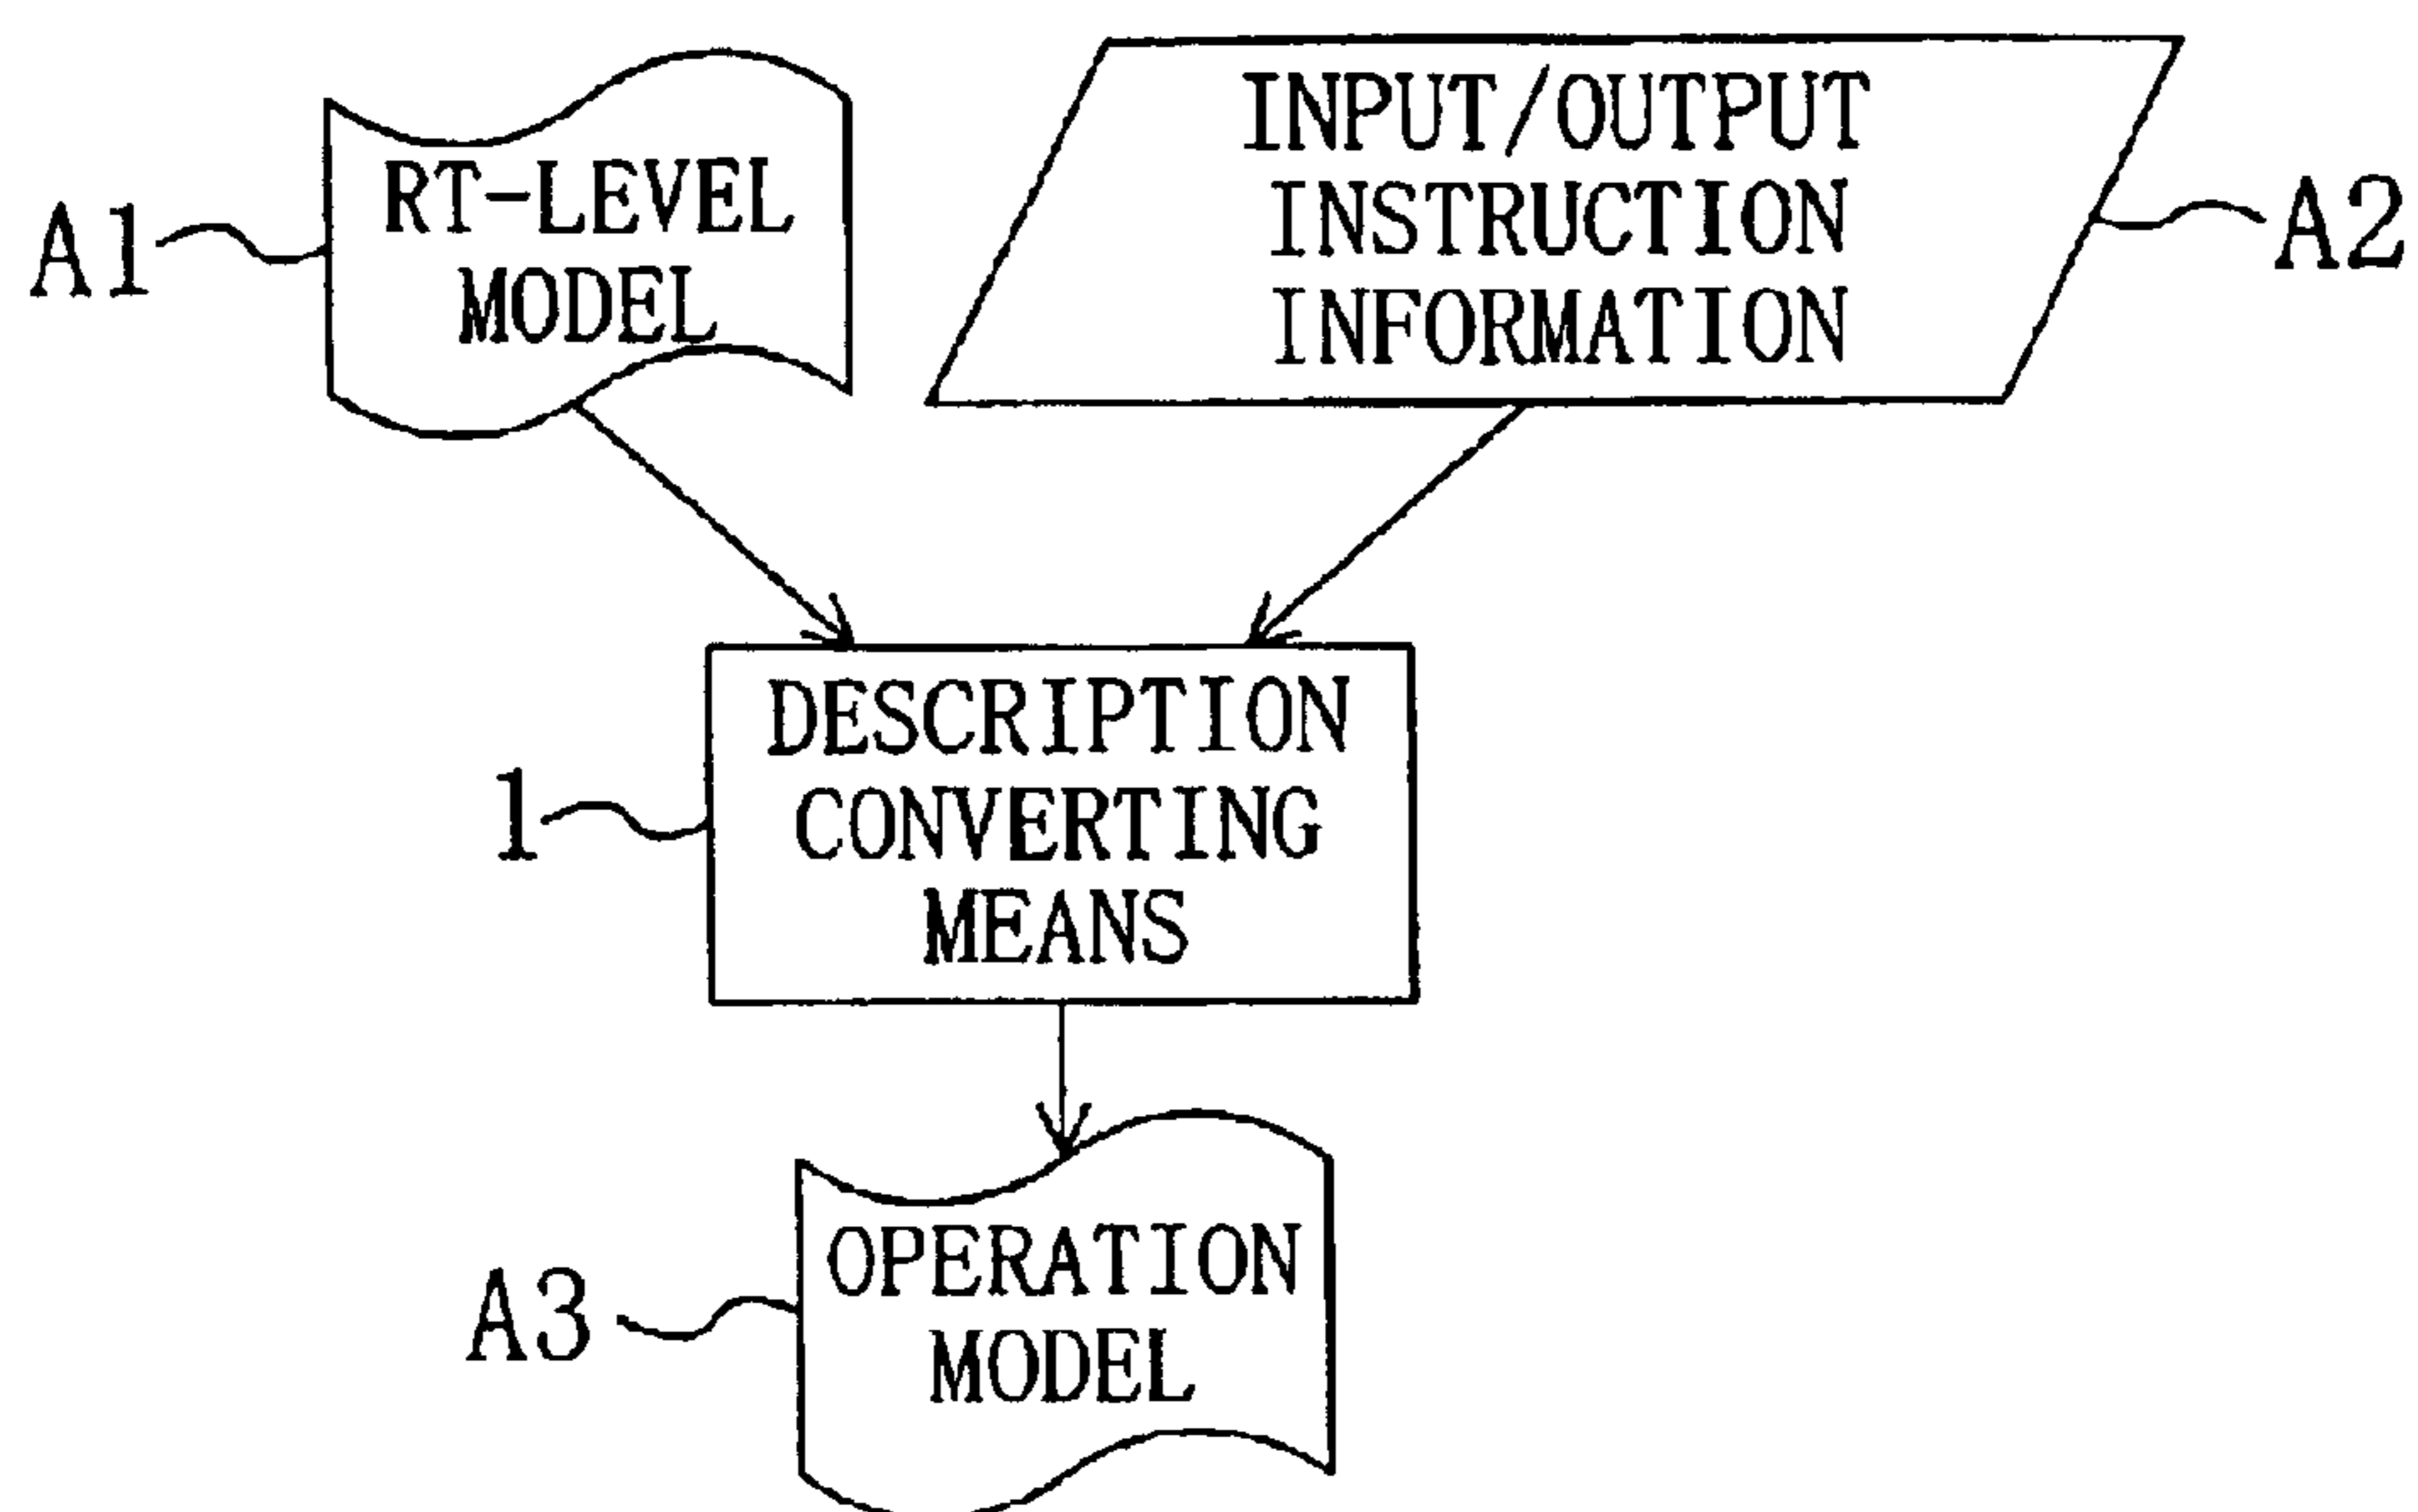 RT-LEVEL
MODEL
A1
INPUT/OUTPUT
INSTRUCTION
INFORMATION
A2
DESCRIPTION
CONVERTING
MEANS
1
OPERATION
MODEL
A3